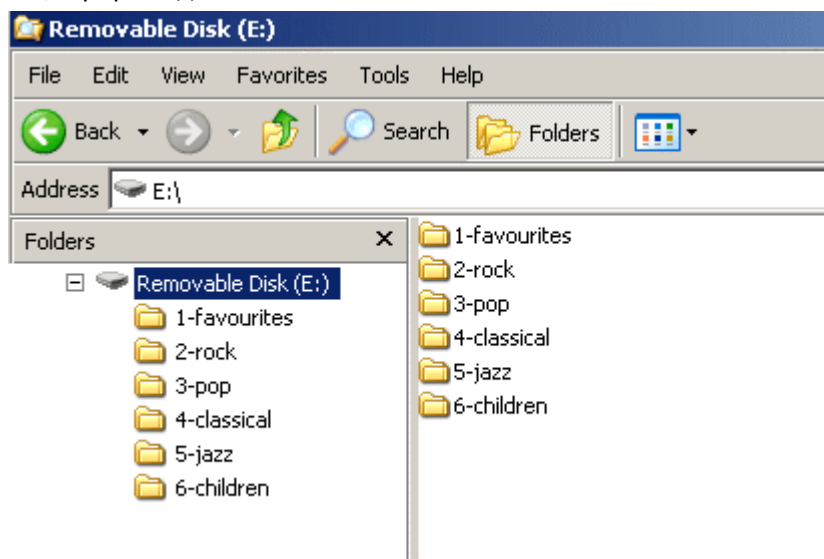 Removable Disk (E:)
File Edit View Favorites Tools Help
Back Search Folders
Address E:\
Folders
Removable Disk (E:)
1-favourites
2-rock
3-pop
4-classical
5-jazz
6-children
1-favourites
2-rock
3-pop
4-classical
5-jazz
6-children